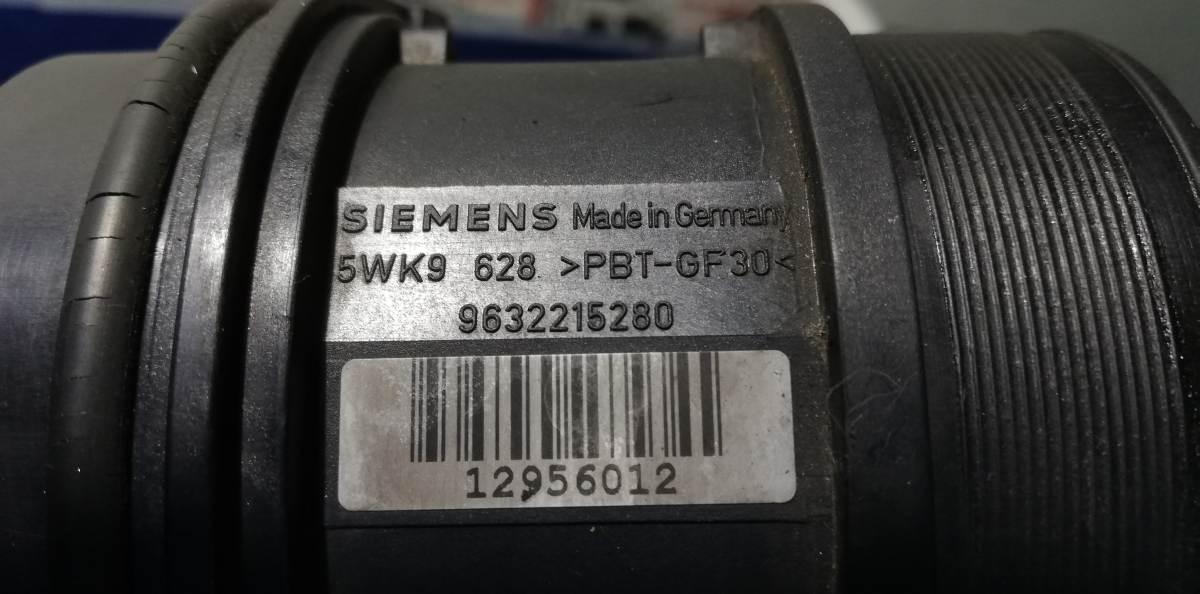 SIEMENS Made in Germany
5WK9 628 >PBT-GF30<
9632215280
12956012